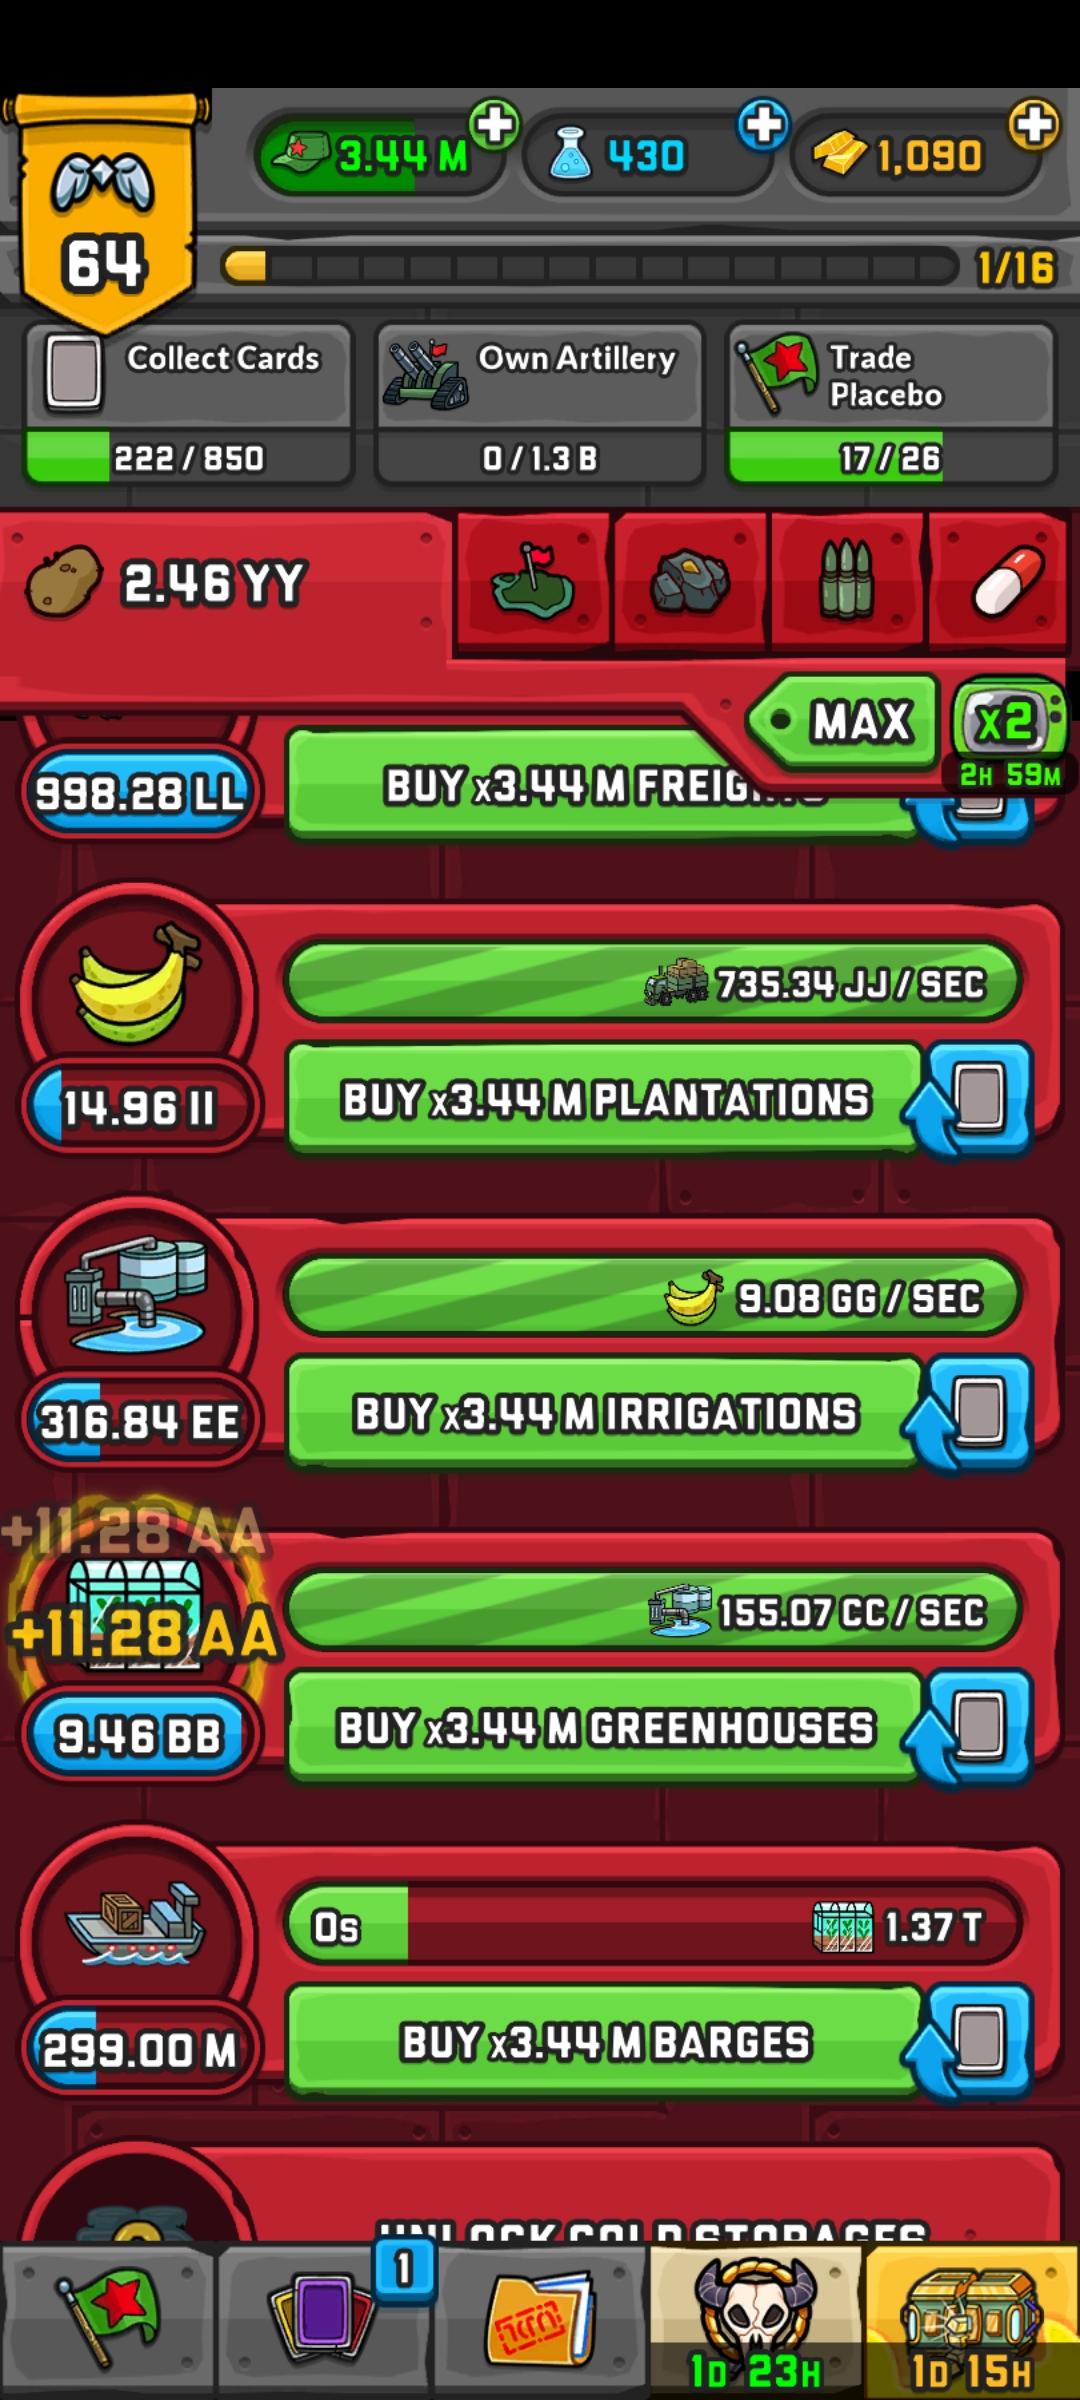 64
3.44 M
430
1,090
1/16
Collect Cards
222 / 850
Own Artillery
0 / 1.3 B
Trade
Placebo
17 / 26
2.46 YY
MAX
x2
2H 59M
998.28 LL
BUY x3.44 M
735.34 JJ / SEC
14.96 II
BUY x3.44 M PLANTATIONS
9.08 GG / SEC
316.84 EE
BUY x3.44 M IRRIGATIONS
+11.28 AA
+11.28 AA
155.07 CC / SEC
9.46 BB
BUY x3.44 M GREENHOUSES
0s
1.37 T
299.00 M
BUY x3.44 M BARGES
UNLOCK COLD STORAGES
1
1D 23H
1D 15H